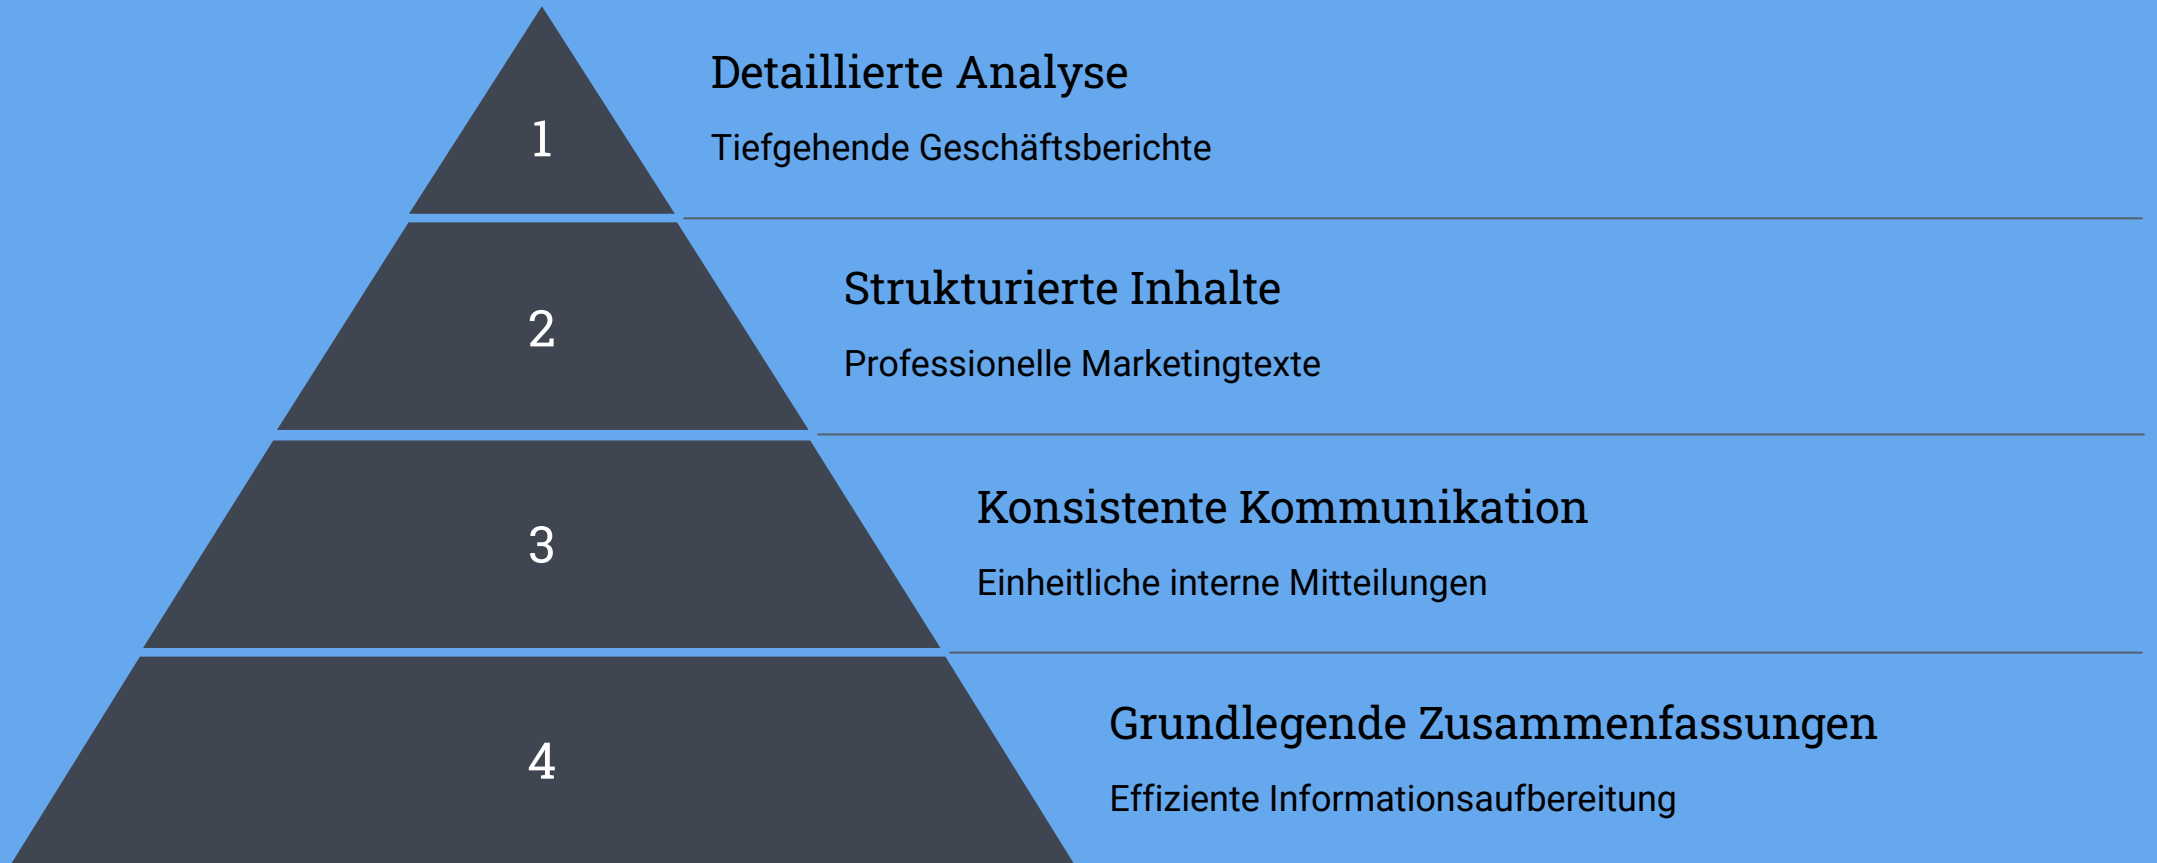 1
Detaillierte Analyse
Tiefgehende Geschäftsberichte
2
Strukturierte Inhalte
Professionelle Marketingtexte
3
Konsistente Kommunikation
Einheitliche interne Mitteilungen
4
Grundlegende Zusammenfassungen
Effiziente Informationsaufbereitung